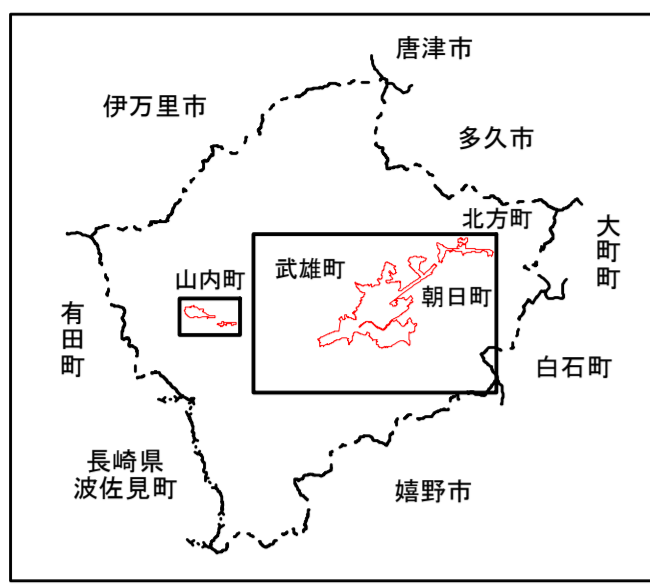 唐津市
伊万里市
多久市
北方町
大町町
武雄町
山内町
朝日町
有田町
白石町
長崎県
波佐見町
嬉野市